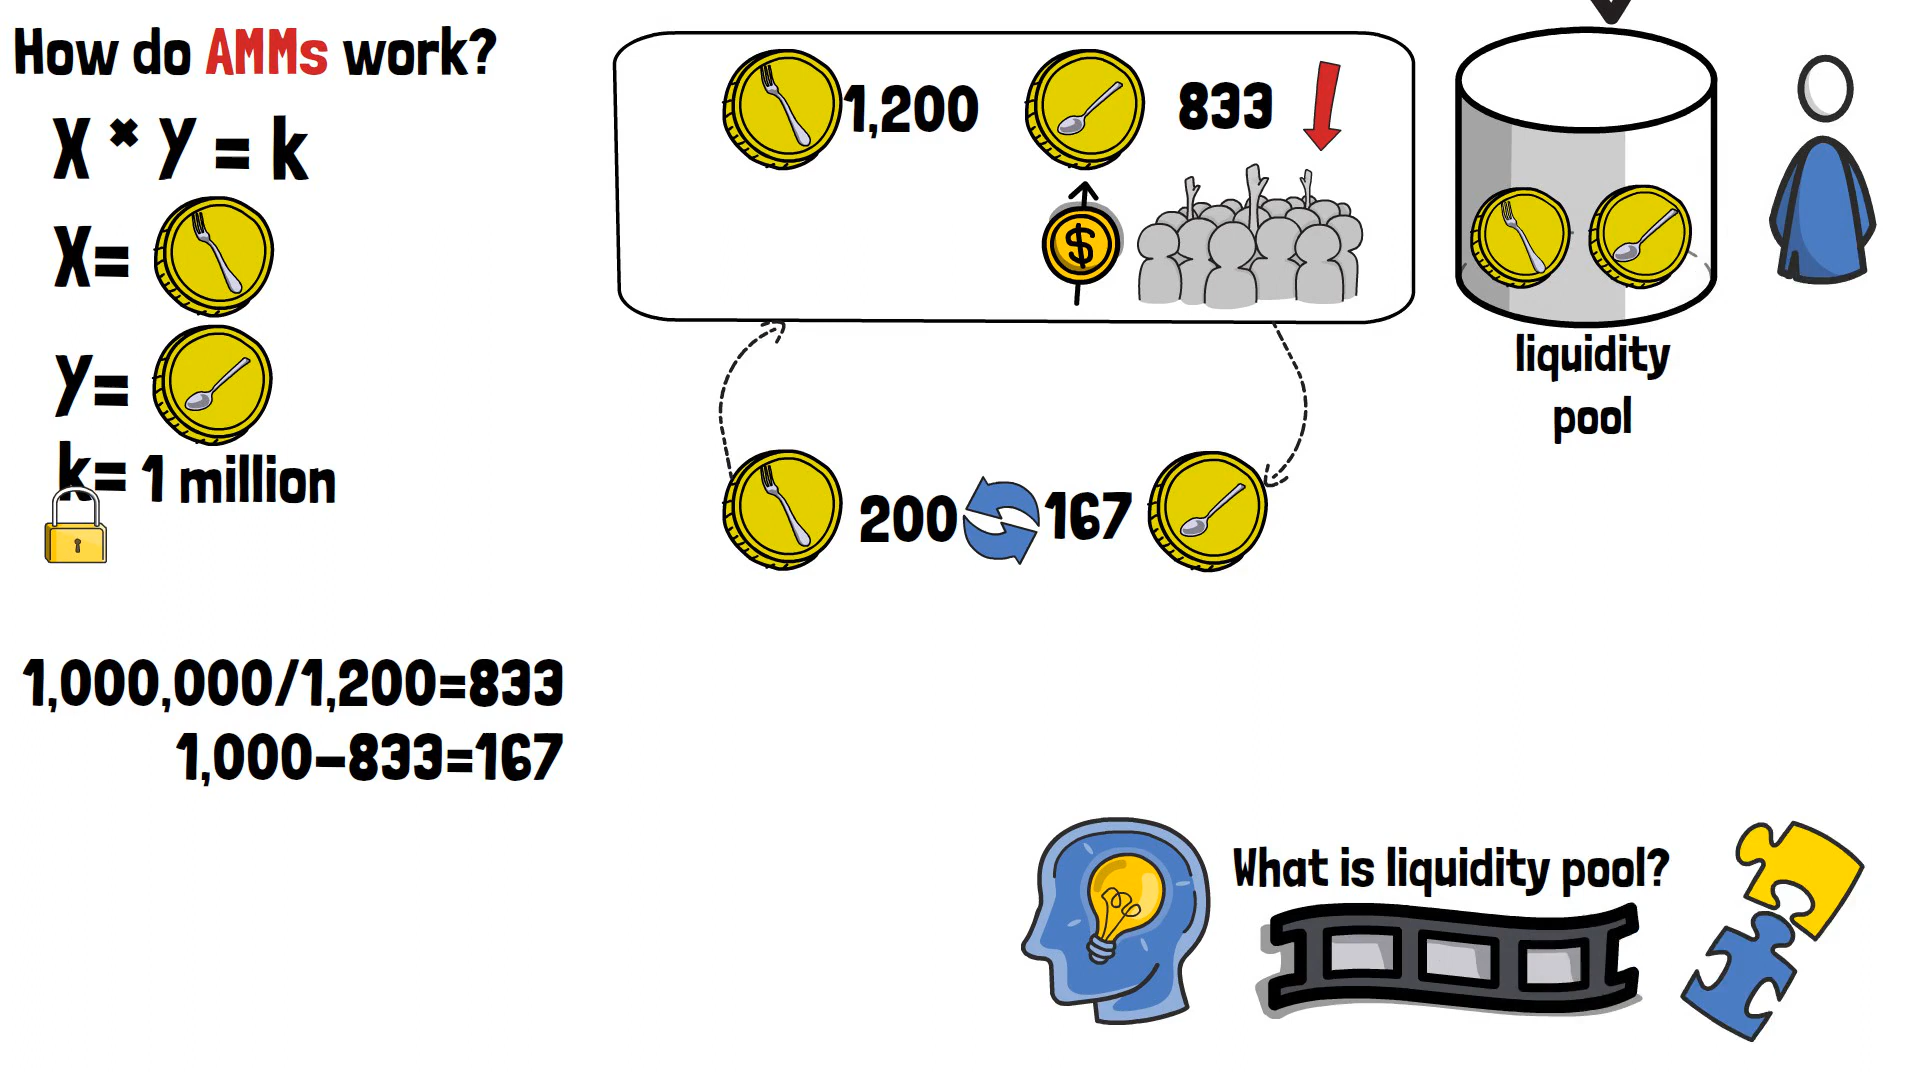 How do AMMs work?
X * Y = k
X=
Y=
k= 1 million
1,200
833
$
liquidity
pool
200
167
1,000,000/1,200=833
1,000-833=167
What is liquidity pool?